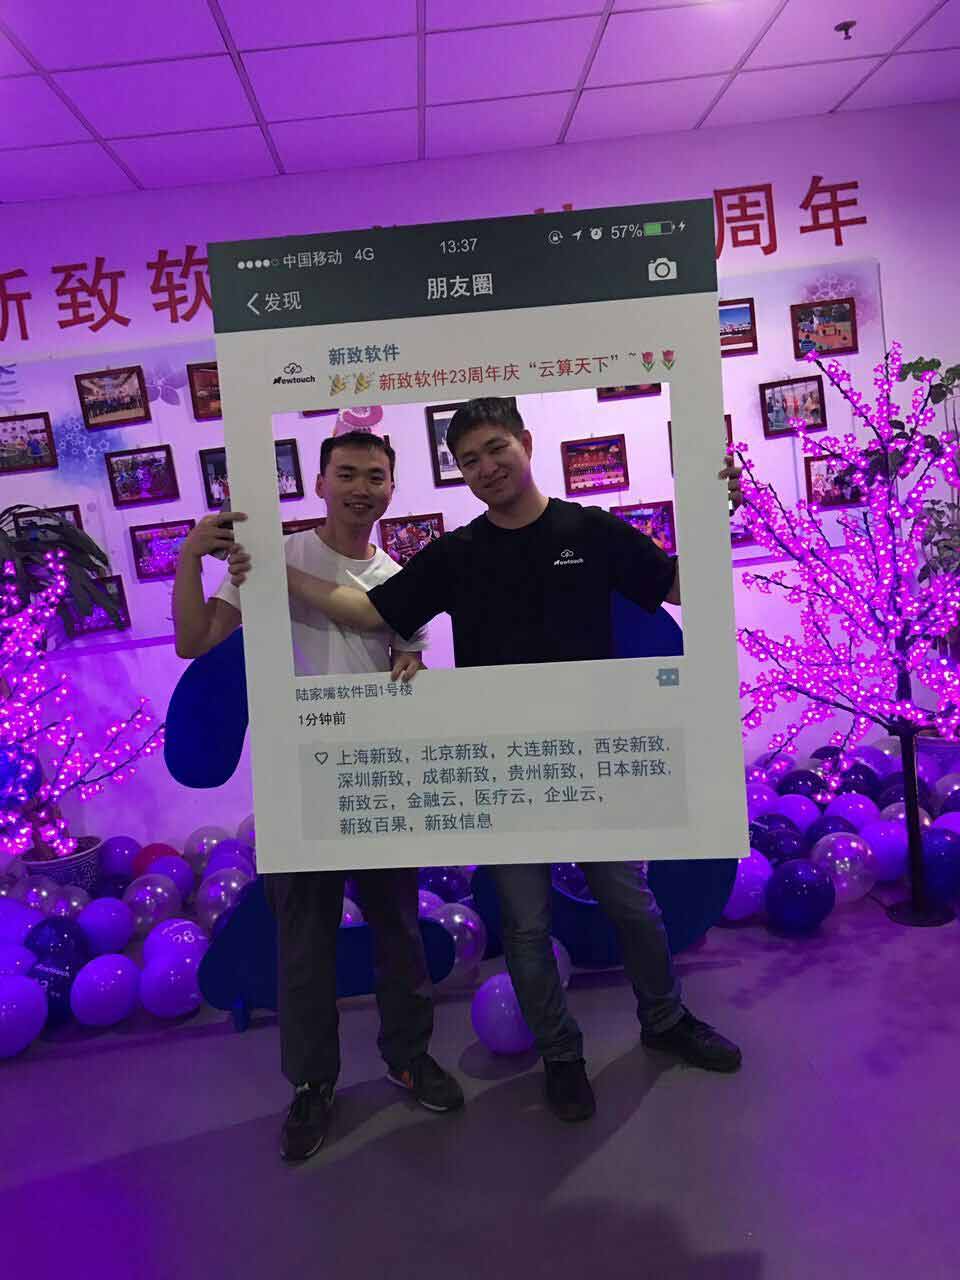 新致软
周年
中国移动 4G
13:37
57%
发现
朋友圈
Newtouch
新致软件
新致软件23周年庆“云算天下”~
Newtouch
陆家嘴软件园1号楼
1分钟前
上海新致，北京新致，大连新致，西安新致，
深圳新致，成都新致，贵州新致，日本新致，
新致云，金融云，医疗云，企业云，
新致百果，新致信息